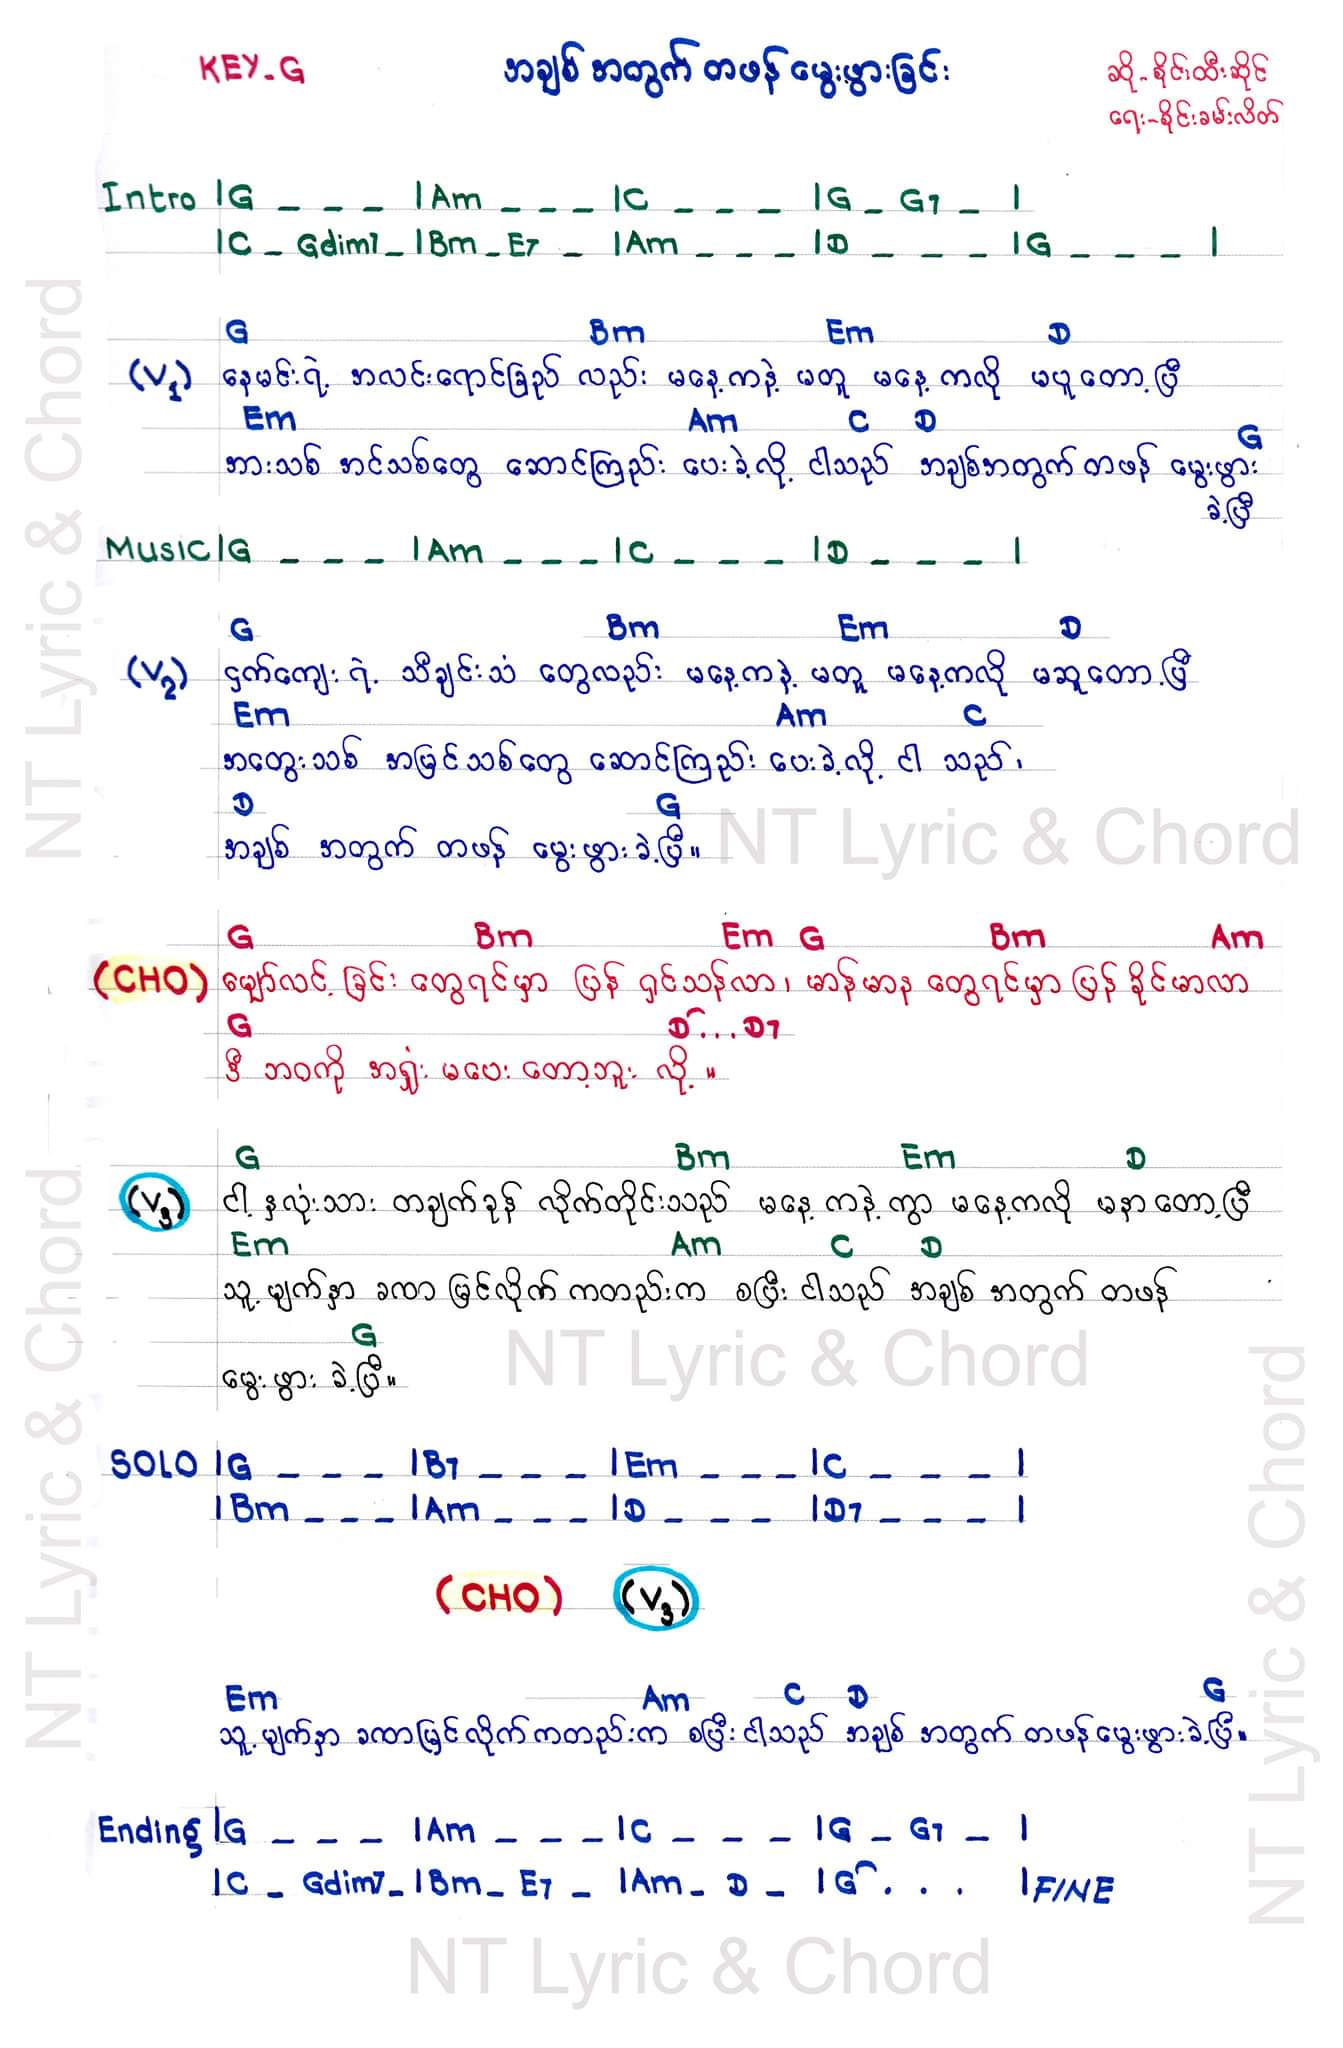 KEY-G
အချစ် အတွက် တဖန် မွေးဖွားခြင်း
ဆို-စိုင်းထီးဆိုင်
ရေး-စိုင်းခမ်းလိတ်
Intro |G _ _ _ |Am _ _ _ |C _ _ _ |G _ G7 _ |
|C _ Gdim7 _ |Bm _ E7 _ |Am _ _ _ |D _ _ _ |G _ _ _ |
G Bm Em D
(V1) နေမင်းရဲ့ အလင်းရောင်ခြည် လည်း မနေ့ကနဲ့ မတူ မနေ့ ကလို မပူတော့ပြီ
Em Am C D G
အားသစ် အင်သစ်တွေ ဆောင်ကြည်း ပေးခဲ့လို့ ငါသည် အချစ်အတွက် တဖန် မွေးဖွား
ခဲ့ပြီ
Music |G _ _ _ |Am _ _ _ |C _ _ _ |D _ _ _ |
G Bm Em D
(V2) ငှက်ကျေးရဲ့ သီချင်းသံ တွေလည်း မနေ့ကနဲ့ မတူ မနေ့ကလို မဆူတော့ပြီ
Em Am C
အတွေးသစ် အမြင်သစ်တွေ ဆောင်ကြည်း ပေးခဲ့လို့ ငါ သည်၊
D G
အချစ် အတွက် တဖန် မွေးဖွားခဲ့ပြီ။
G Bm Em G Bm Am
(CHO) မျှော်လင့် ခြင်း တွေရင်မှာ ပြန် ရှင်သန်လာ၊ မာန်မာန တွေရင်မှာ ပြန် ခိုင်မာလာ
G D...D7
ဒီ ဘဝကို အရှုံး မပေး တော့ဘူး လို့။
G Bm Em D
(V3) ငါ့ နှလုံးသား တချက်ခုန် လိုက်တိုင်းသည် မနေ့ ကနဲ့ ကွာ မနေ့ကလို မနာတော့ပြီ
Em Am C D
သူ့ မျက်နှာ ခဏာ မြင်လိုက် ကတည်းက စပြီး ငါသည် အချစ် အတွက် တဖန်
G
မွေးဖွား ခဲ့ပြီ။
SOLO |G _ _ _ |B7 _ _ _ |Em _ _ _ |C _ _ _ |
|Bm _ _ _ |Am _ _ _ |D _ _ _ |D7 _ _ _ |
(CHO) (V3)
Em Am C D G
သူ့ မျက်နှာ ခဏာမြင်လိုက်ကတည်းက စပြီးငါသည် အချစ် အတွက် တဖန်မွေးဖွားခဲ့ပြီ။
Ending |G _ _ _ |Am _ _ _ |C _ _ _ |G _ G7 _ |
|C _ Gdim7 _ |Bm _ E7 _ |Am _ D _ |G . . . |FINE
NT Lyric & Chord
NT Lyric & Chord
NT Lyric & Chord
NT Lyric & Chord
NT Lyric & Chord
NT Lyric & Chord